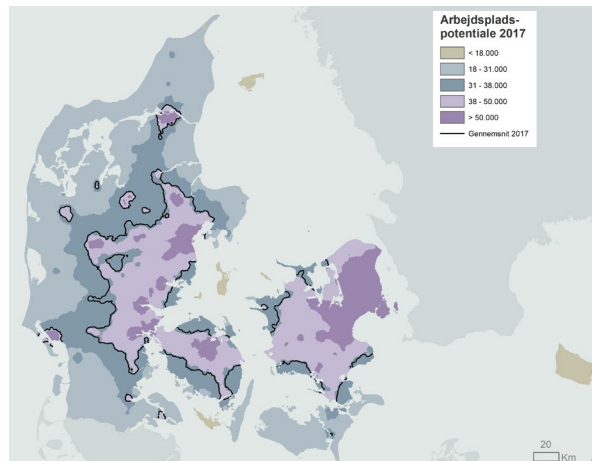 Arbejdsplads-
potentiale 2017
< 18.000
18 - 31.000
31 - 38.000
38 - 50.000
> 50.000
Gennemsnit 2017
20
Km